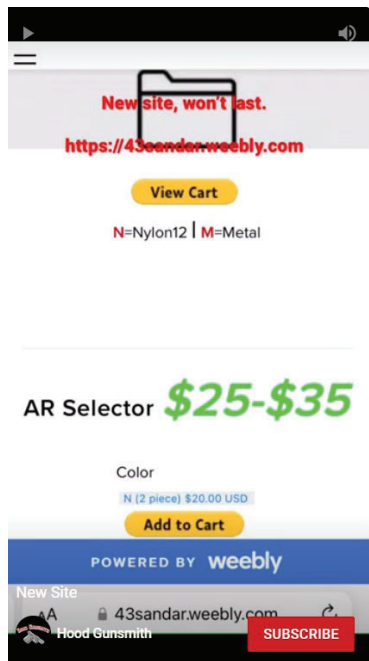 New site, won't last.
https://43sandar.weebly.com
View Cart
N=Nylon12 | M=Metal
AR Selector $25-$35
Color
N (2 piece) $20.00 USD
Add to Cart
POWERED BY weebly
New Site
AA 43sandar.weebly.com
Hood Gunsmith
SUBSCRIBE